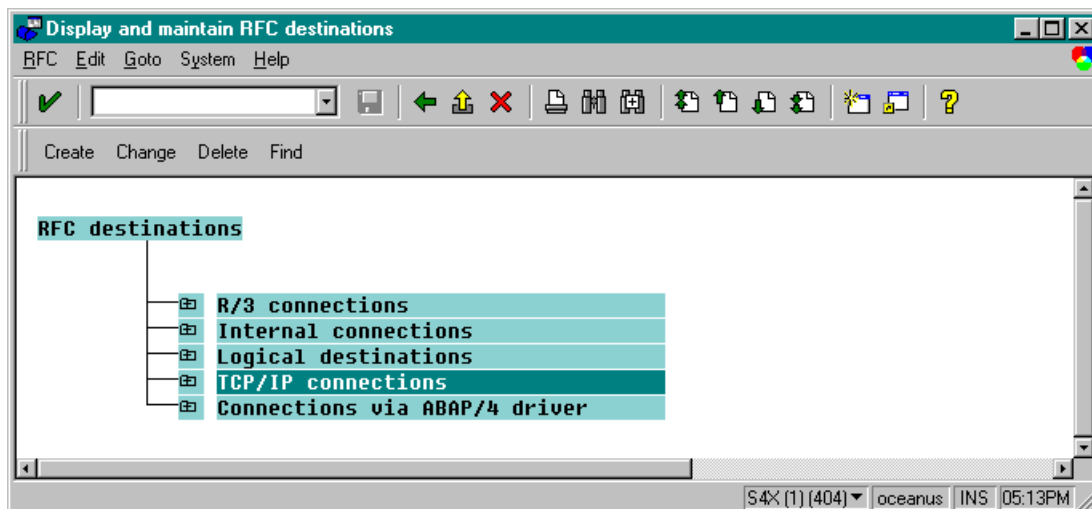 Display and maintain RFC destinations
RFC Edit Goto System Help
Create Change Delete Find
RFC destinations
R/3 connections
Internal connections
Logical destinations
TCP/IP connections
Connections via ABAP/4 driver
S4X (1) (404) oceanus INS 05:13PM